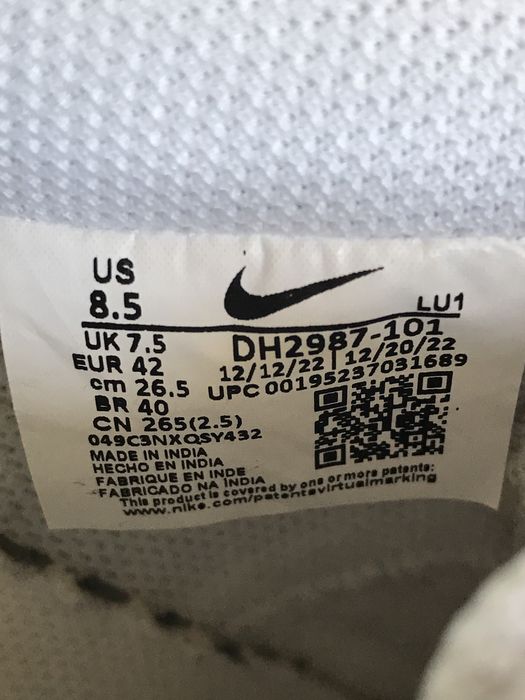 US
8.5
LU1
UK 7.5
DH2987-101
EUR 42
12/12/22 | 12/20/22
cm 26.5
UPC 00195237031689
BR 40
CN 265(2.5)
049C3NXQSY432
MADE IN INDIA
HECHO EN INDIA
FABRIQUE EN INDE
FABRICADO NA INDIA
This product is covered by one or more patents:
www.nike.com/patentsvirtualmarking